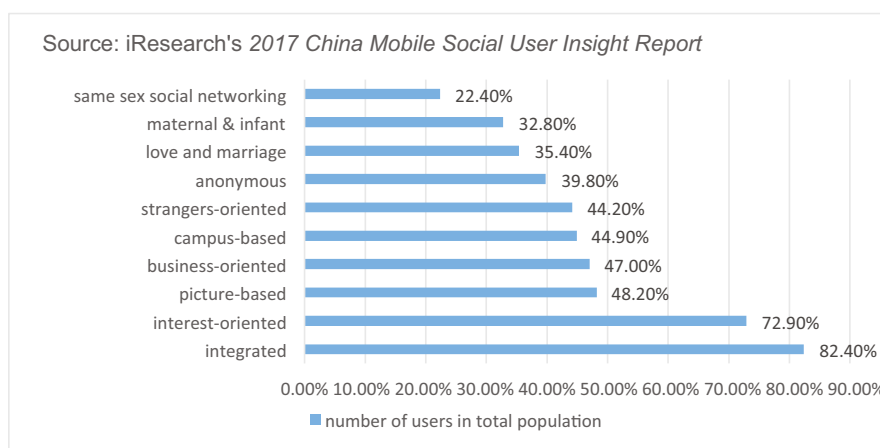 Source: iResearch's 2017 China Mobile Social User Insight Report
same sex social networking 22.40%
maternal & infant 32.80%
love and marriage 35.40%
anonymous 39.80%
strangers-oriented 44.20%
campus-based 44.90%
business-oriented 47.00%
picture-based 48.20%
interest-oriented 72.90%
integrated 82.40%
0.00% 10.00% 20.00% 30.00% 40.00% 50.00% 60.00% 70.00% 80.00% 90.00%
number of users in total population